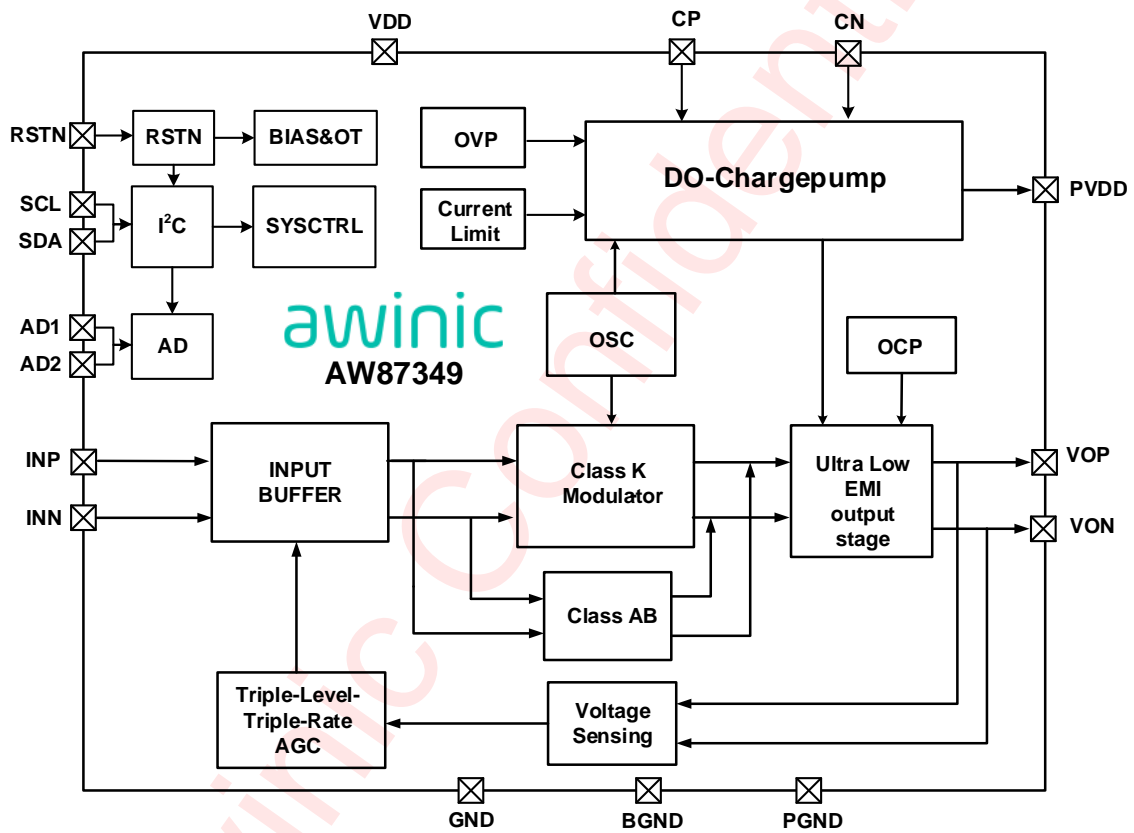 VDD
CP
CN
RSTN
RSTN
BIAS&OT
OVP
DO-Chargepump
PVDD
SCL
SDA
I²C
SYSCTRL
Current
Limit
AD1
AD2
AD
awinic
AW87349
OSC
OCP
INP
INN
INPUT
BUFFER
Class K
Modulator
Ultra Low
EMI
output
stage
VOP
VON
Class AB
Triple-Level-
Triple-Rate
AGC
Voltage
Sensing
GND
BGND
PGND
winic Confidenti